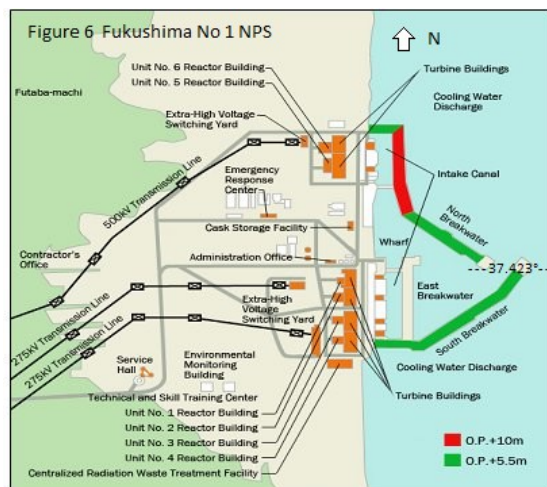 Figure 6 Fukushima No 1 NPS
N
Futaba-machi
Unit No. 6 Reactor Building
Unit No. 5 Reactor Building
Turbine Buildings
Cooling Water
Discharge
Extra-High Voltage
Switching Yard
500kV Transmission Line
Emergency
Response
Center
Intake Canal
Cask Storage Facility
North
Breakwater
Wharf
Contractor's
Office
Administration Office
37.423°
275kV Transmission Line
275kV Transmission Line
Extra-High
Voltage
Switching Yard
East
Breakwater
South Breakwater
Service
Hall
Environmental
Monitoring
Building
Cooling Water Discharge
Technical and Skill Training Center
Unit No. 1 Reactor Building
Unit No. 2 Reactor Building
Unit No. 3 Reactor Building
Unit No. 4 Reactor Building
Centralized Radiation Waste Treatment Facility
Turbine
Buildings
O.P.+10m
O.P.+5.5m